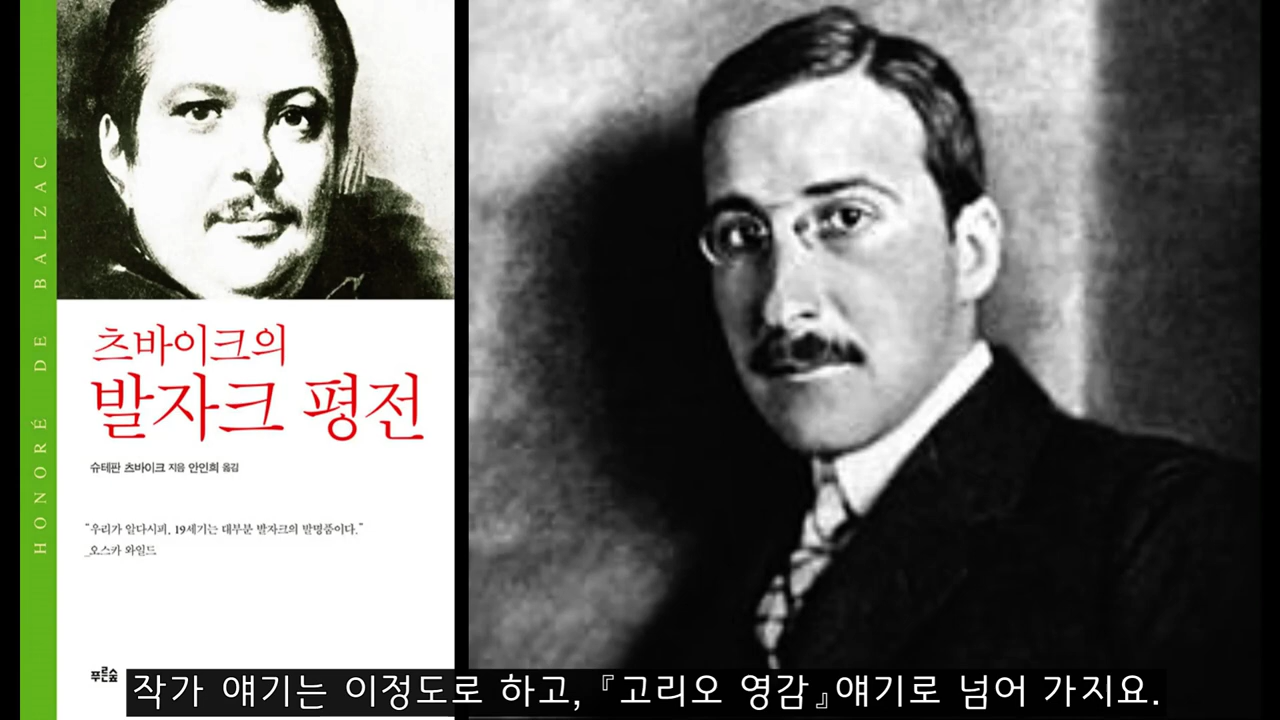 HONORÉ DE BALZAC
츠바이크의
발자크 평전
슈테판 츠바이크 지음 안인희 옮김
“우리가 알다시피, 19세기는 대부분 발자크의 발명품이다.”
_오스카 와일드
푸른숲
작가 얘기는 이정도로 하고, 『고리오 영감』얘기로 넘어 가지요.